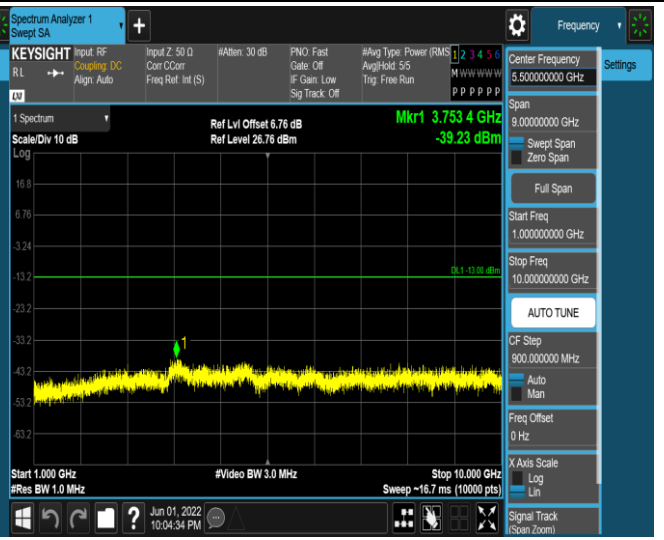 Spectrum Analyzer 1
Swept SA
+
Frequency
KEYSIGHT
RL
LXI
Input: RF
Coupling: DC
Align: Auto
Input Z: 50 Ω
Corr CCorr
Freq Ref: Int (S)
#Atten: 30 dB
PNO: Fast
Gate: Off
IF Gain: Low
Sig Track: Off
#Avg Type: Power (RMS
Avg|Hold: 5/5
Trig: Free Run
1 2 3 4 5 6
M W W W W W
P P P P P P
1 Spectrum
Scale/Div 10 dB
Log
Ref Lvl Offset 6.76 dB
Ref Level 26.76 dBm
Mkr1 3.753 4 GHz
-39.23 dBm
16.8
6.76
-3.24
-13.2
-23.2
-33.2
-43.2
-53.2
-63.2
DL1 -13.00 dBm
1
Start 1.000 GHz
#Res BW 1.0 MHz
#Video BW 3.0 MHz
Stop 10.000 GHz
Sweep ~16.7 ms (10000 pts)
?
Jun 01, 2022
10:04:34 PM
Center Frequency
5.500000000 GHz
Span
9.00000000 GHz
Swept Span
Zero Span
Full Span
Start Freq
1.000000000 GHz
Stop Freq
10.000000000 GHz
AUTO TUNE
CF Step
900.000000 MHz
Auto
Man
Freq Offset
0 Hz
X Axis Scale
Log
Lin
Signal Track
(Span Zoom)
Settings